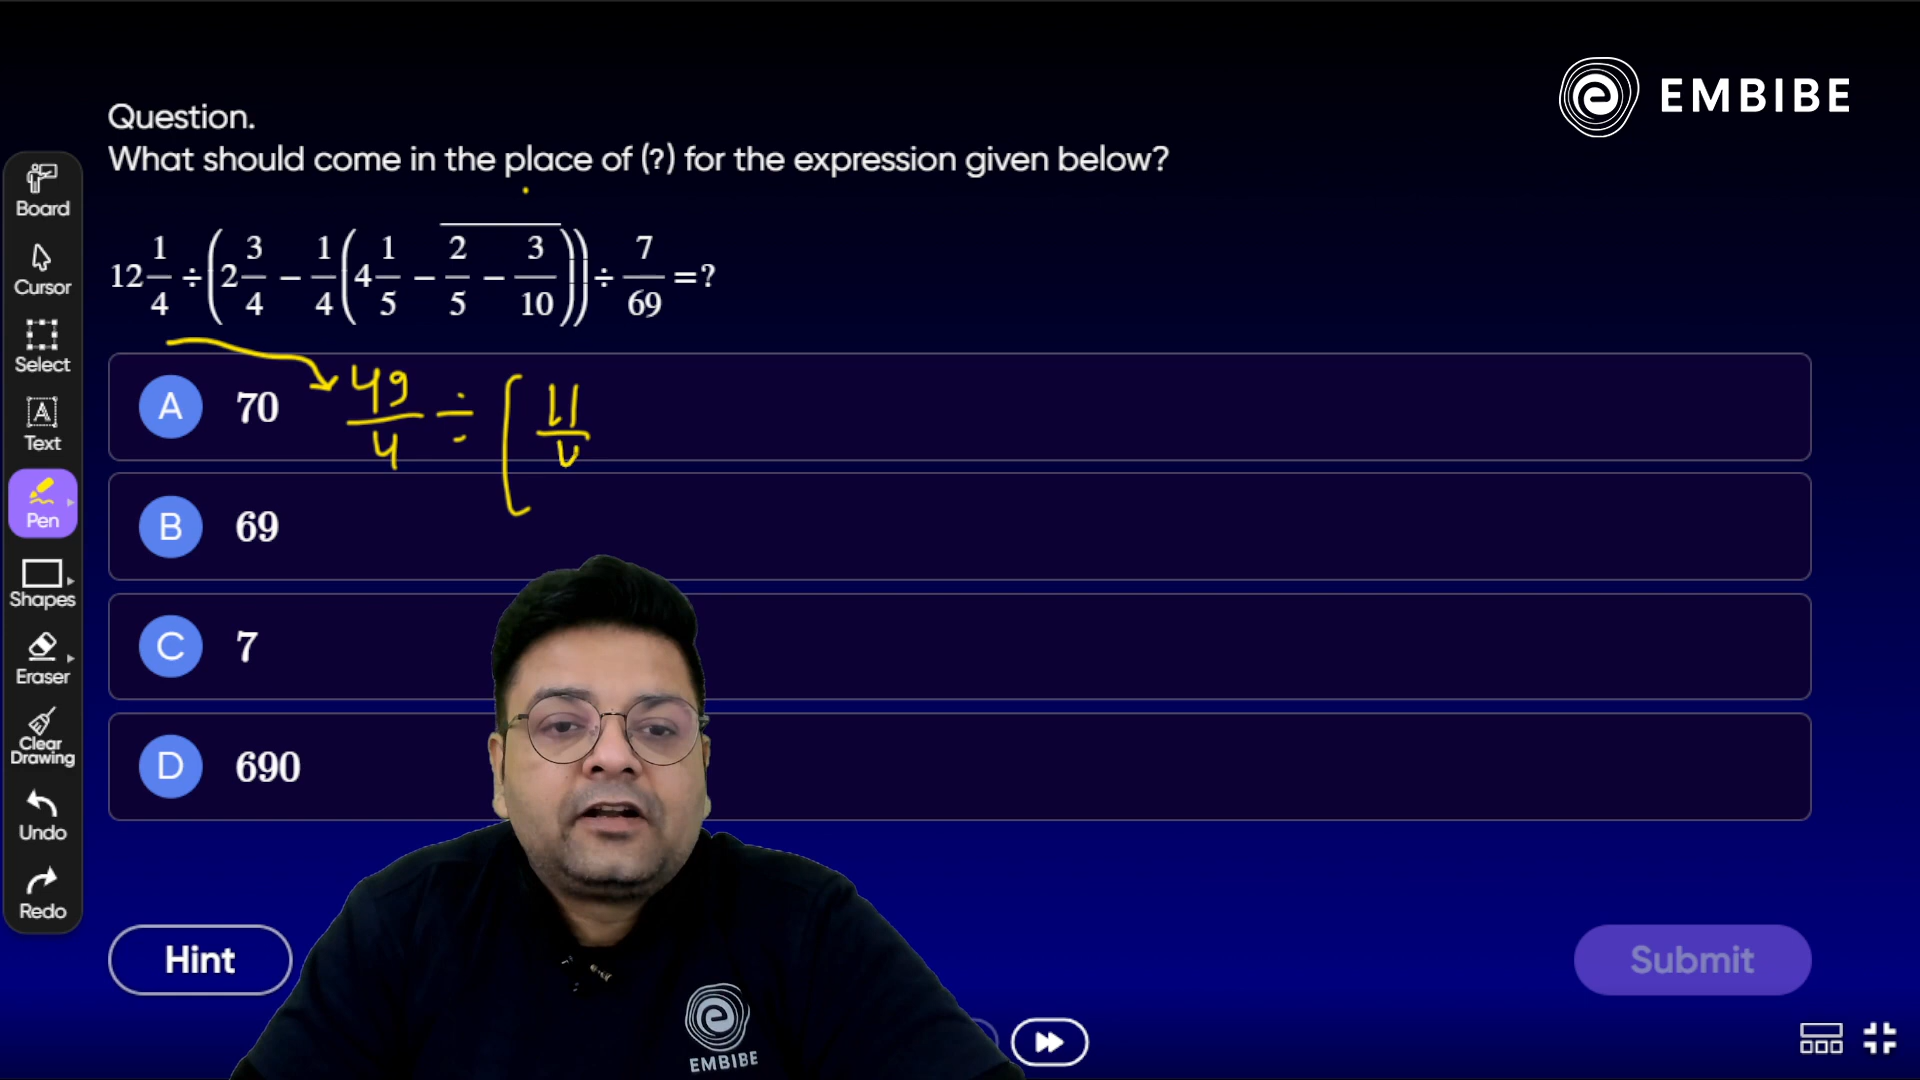 EMBIBE
Question.
What should come in the place of (?) for the expression given below?
12 1/4 ÷ (2 3/4 − 1/4 (4 1/5 − 2/5 − 3/10)) ÷ 7/69 = ?
49/4 ÷ [ 11/4
A 70
B 69
C 7
D 690
Board
Cursor
Select
Text
Pen
Shapes
Eraser
Clear
Drawing
Undo
Redo
Hint
Submit
EMBIBE